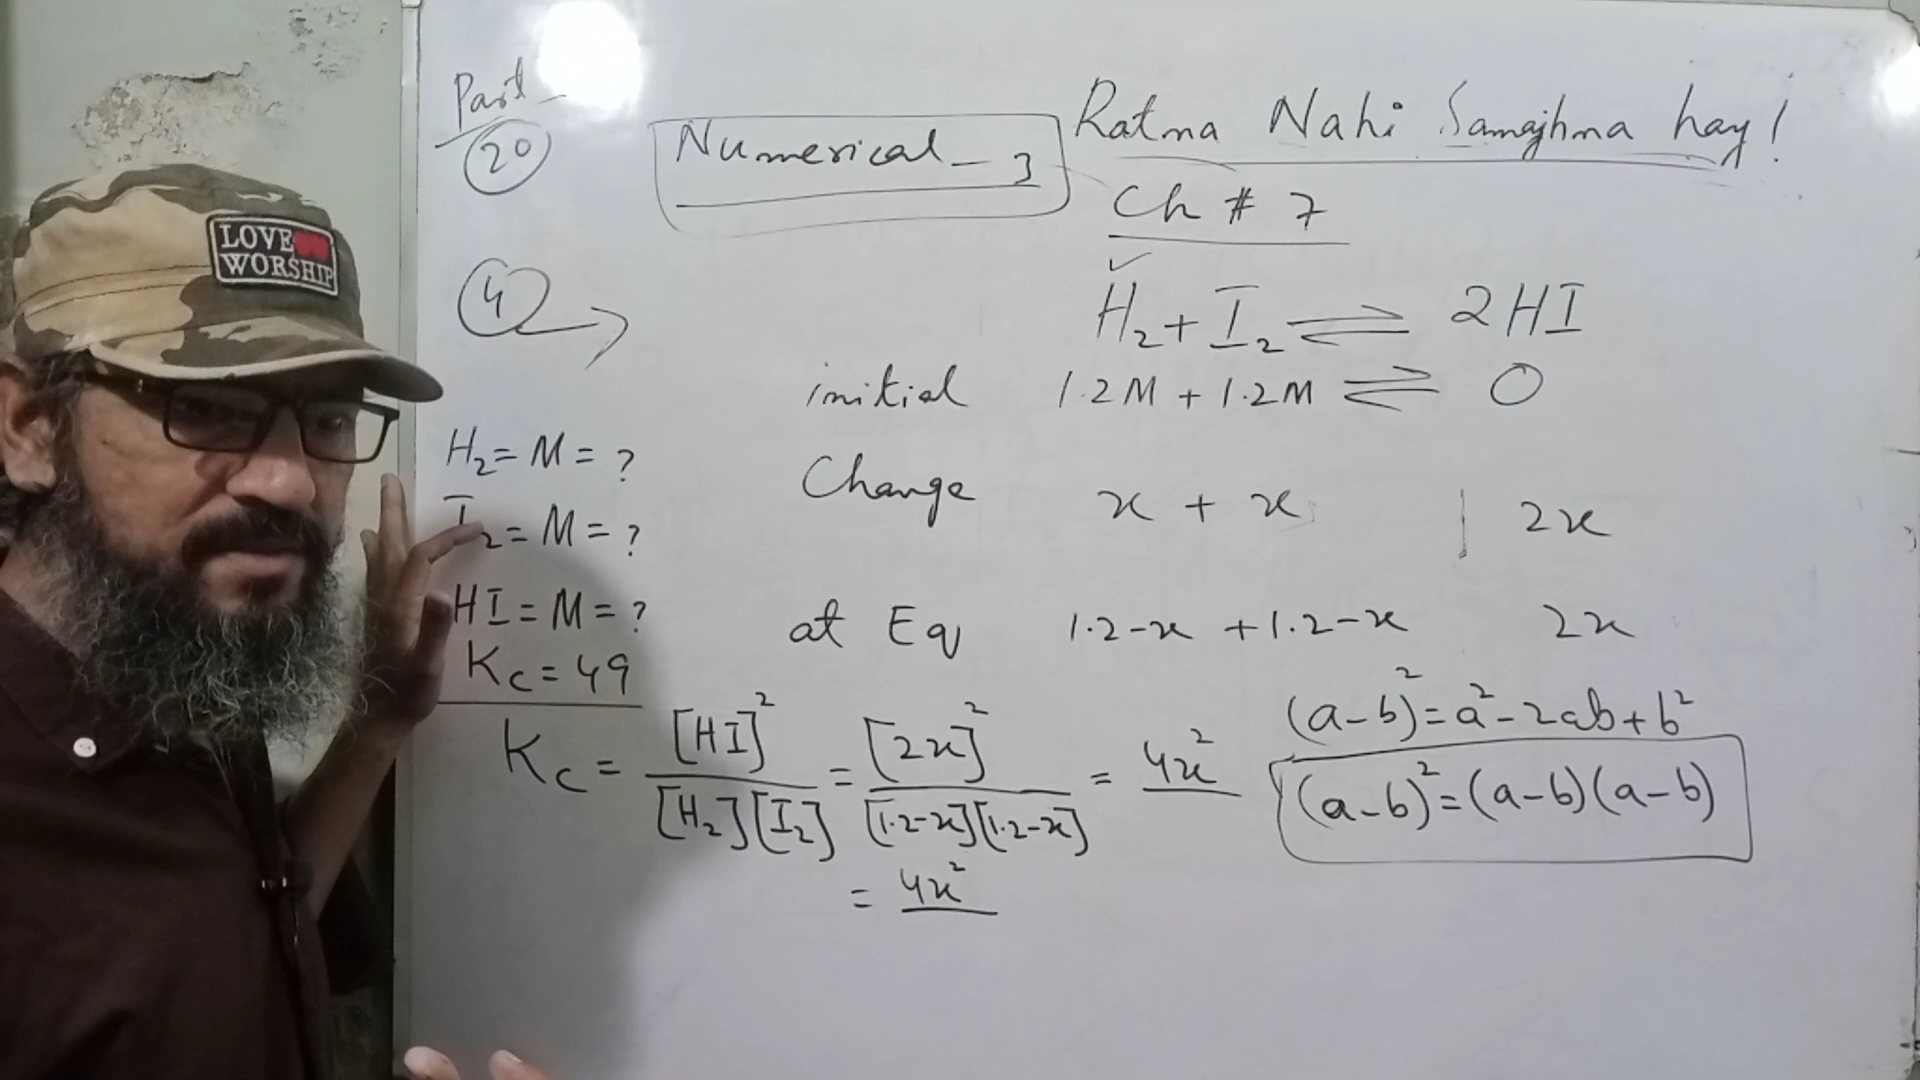 Part
20
Numerical - 3
Ratna Nahi Samajhna hay!
Ch # 7
LOVE
WORSHIP
4 →
H₂ + I₂ ⇌ 2HI
initial 1.2M + 1.2M ⇌ 0
H₂ = M = ?
Change x + x | 2x
I₂ = M = ?
HI = M = ?
at Eq 1.2-x + 1.2-x 2x
Kc = 49
Kc = [HI]² / [H₂][I₂] = [2x]² / [1.2-x][1.2-x] = 4x²
= 4x²
(a-b)² = a² - 2ab + b²
(a-b)² = (a-b)(a-b)